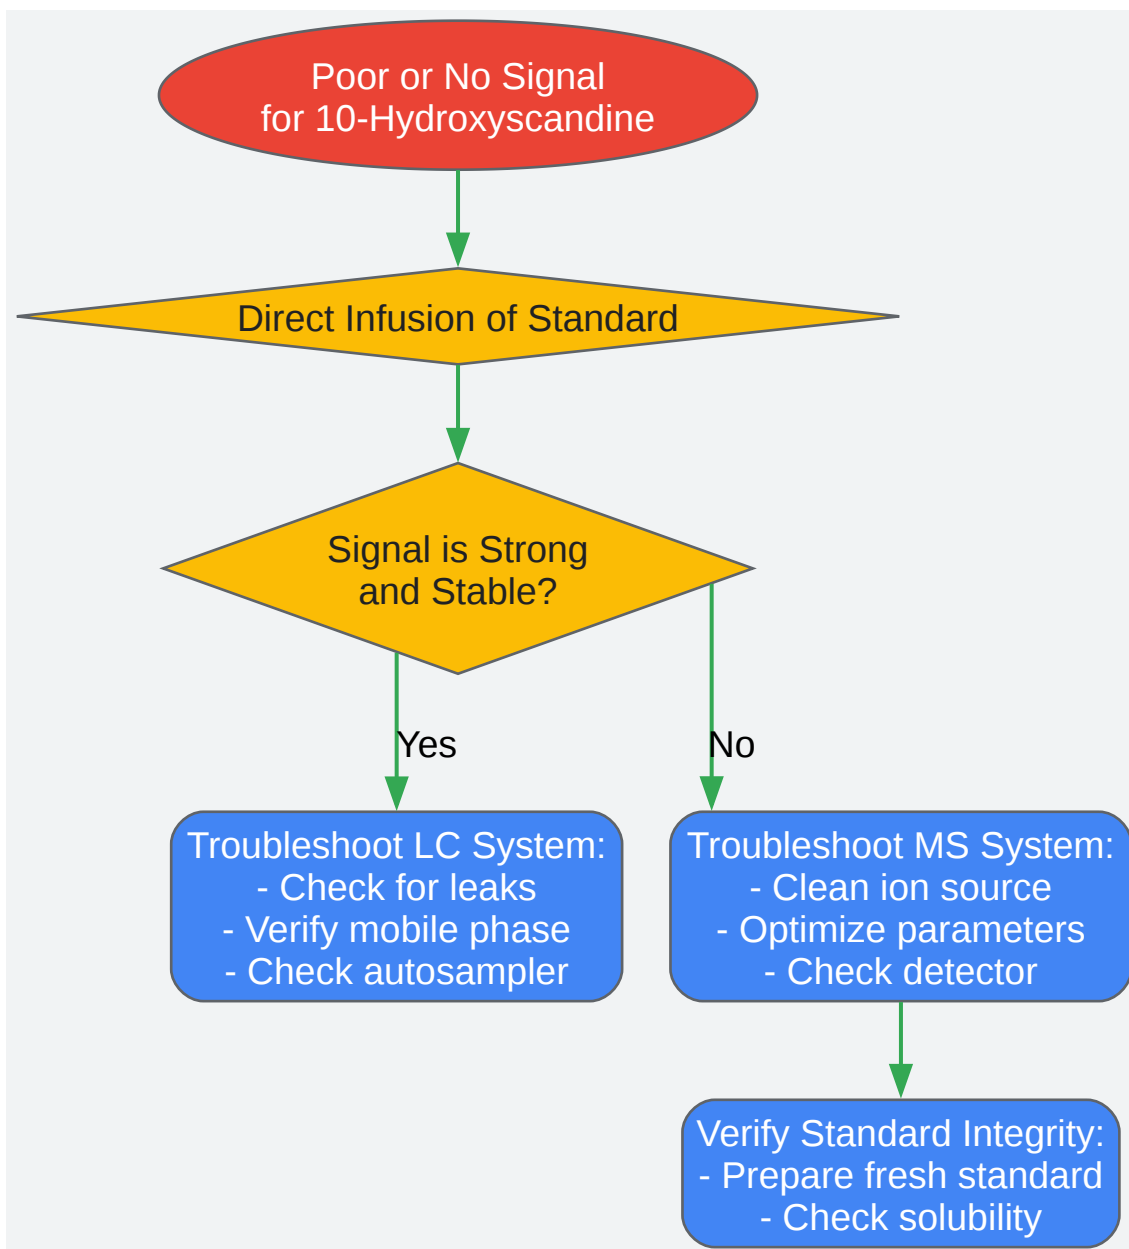 Poor or No Signal
for 10-Hydroxyscandine
Direct Infusion of Standard
Signal is Strong
and Stable?
Yes
No
Troubleshoot LC System:
- Check for leaks
- Verify mobile phase
- Check autosampler
Troubleshoot MS System:
- Clean ion source
- Optimize parameters
- Check detector
Verify Standard Integrity:
- Prepare fresh standard
- Check solubility